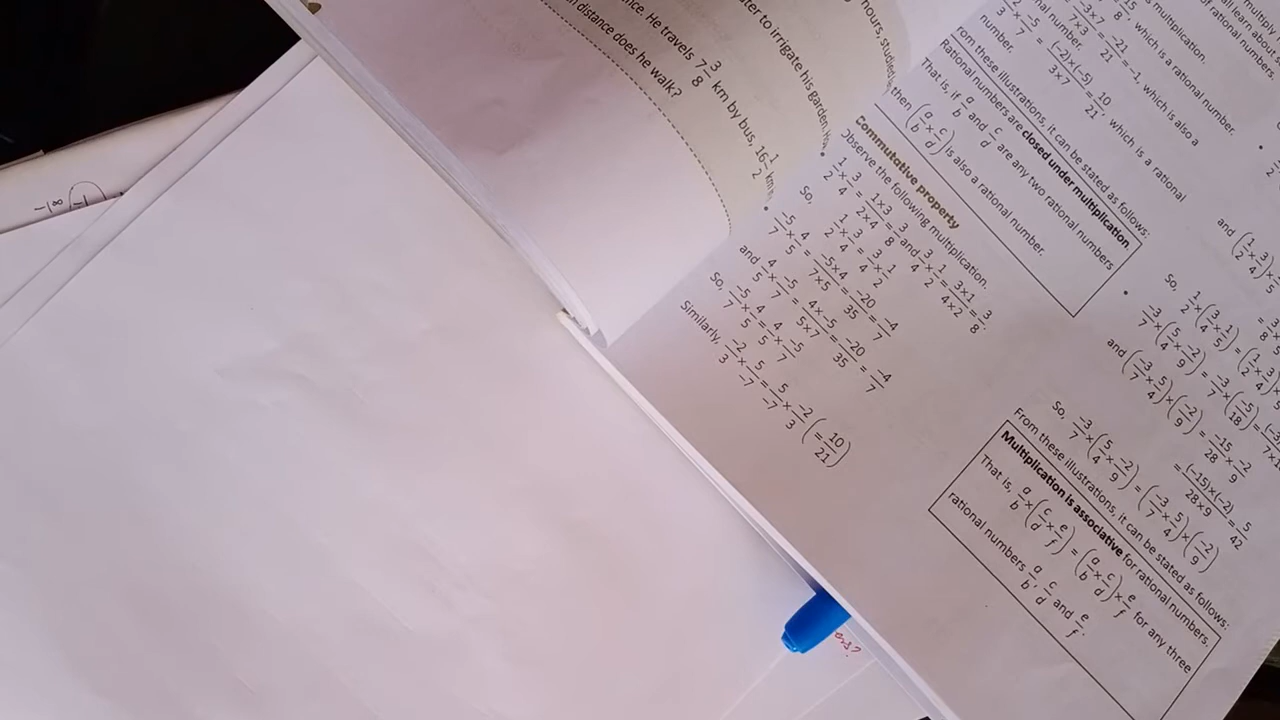 hours, studied
ter to irrigate his garden.
nce. He travels 7 3/8 km by bus, 16 1/2 km
distance does he walk?
multiply
all learn about
of rational numbers.
multiplication.
, which is a rational number.
-3×7/7×3 = -21/21 = -1, which is also a
nal number.
× -5/7 = (-2)×(-5)/3×7 = 10/21, which is a rational
number.
rom these illustrations, it can be stated as follows:
Rational numbers are closed under multiplication.
That is, if a/b and c/d are any two rational numbers
then (a/b × c/d) is also a rational number.
Commutative property
Observe the following multiplication.
• 1/2 × 3/4 = 1×3/2×4 = 3/8 and 3/4 × 1/2 = 3×1/4×2 = 3/8.
So, 1/2 × 3/4 = 3/4 × 1/2
• -5/7 × 4/5 = -5×4/7×5 = -20/35 = -4/7
and 4/5 × -5/7 = 4×-5/5×7 = -20/35 = -4/7
So, -5/7 × 4/5 = 4/5 × -5/7
Similarly, -2/3 × 5/-7 = 5/-7 × -2/3 (= 10/21)
and (1/2 × 3/4) × 1/5
So, 1/2 × (3/4 × 1/5) = (1/2 × 3/4)
• -3/7 × (5/4 × -2/9) = -3/7 × (-5/18) =
and (-3/7 × 5/4) × (-2/9) = -15/28 × -2/9
= (-15)×(-2)/28×9 = 5/42
So, -3/7 × (5/4 × -2/9) = (-3/7 × 5/4) × (-2/9)
From these illustrations, it can be stated as follows:
Multiplication is associative for rational numbers.
That is, a/b × (c/d × e/f) = (a/b × c/d) × e/f for any three
rational numbers a/b, c/d and e/f.